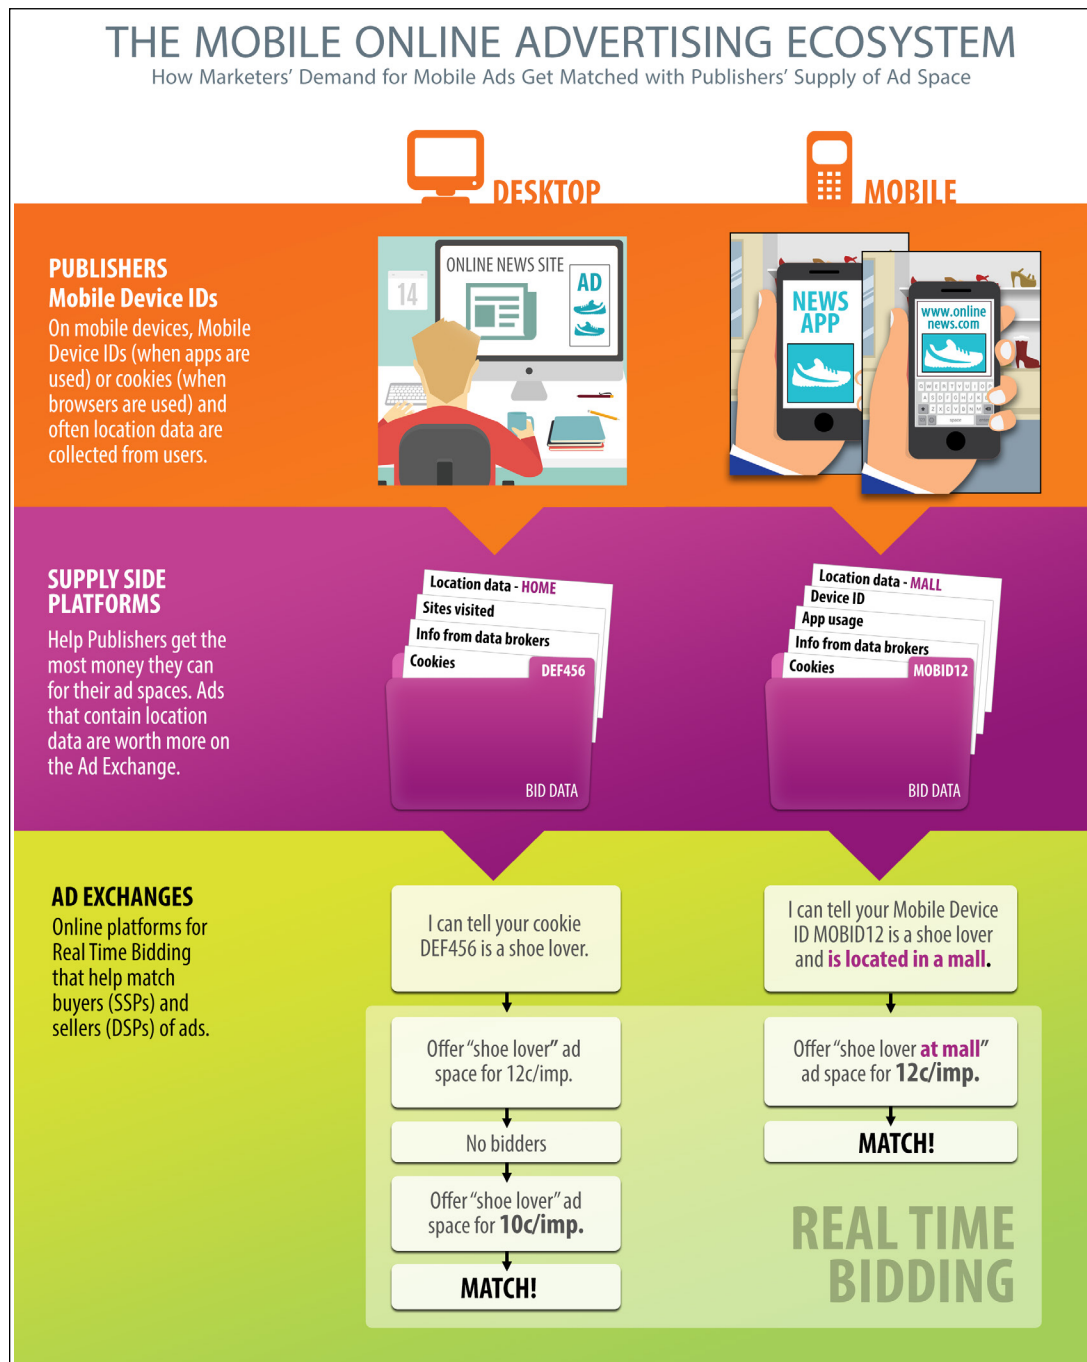 THE MOBILE ONLINE ADVERTISING ECOSYSTEM
How Marketers’ Demand for Mobile Ads Get Matched with Publishers’ Supply of Ad Space
DESKTOP
MOBILE
PUBLISHERS
Mobile Device IDs
On mobile devices, Mobile
Device IDs (when apps are
used) or cookies (when
browsers are used) and
often location data are
collected from users.
14
ONLINE NEWS SITE
AD
NEWS
APP
www.online
news.com
Q W E R T Y U I O P
A S D F G H J K L
Z X C V B N M
space
SUPPLY SIDE
PLATFORMS
Help Publishers get the
most money they can
for their ad spaces. Ads
that contain location
data are worth more on
the Ad Exchange.
Location data - HOME
Sites visited
Info from data brokers
Cookies
DEF456
BID DATA
Location data - MALL
Device ID
App usage
Info from data brokers
Cookies
MOBID12
BID DATA
AD EXCHANGES
Online platforms for
Real Time Bidding
that help match
buyers (SSPs) and
sellers (DSPs) of ads.
I can tell your cookie
DEF456 is a shoe lover.
Offer “shoe lover” ad
space for 12c/imp.
No bidders
Offer “shoe lover” ad
space for 10c/imp.
MATCH!
I can tell your Mobile Device
ID MOBID12 is a shoe lover
and is located in a mall.
Offer “shoe lover at mall”
ad space for 12c/imp.
MATCH!
REAL TIME
BIDDING